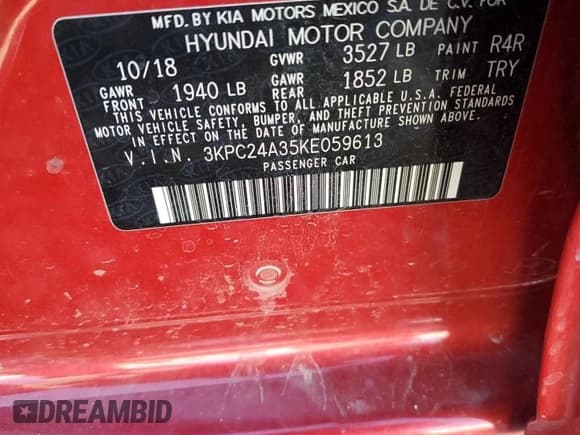 MFD. BY KIA MOTORS MEXICO S.A. DE C.V. FOR
HYUNDAI MOTOR COMPANY
10/18 GVWR 3527 LB PAINT R4R
GAWR FRONT 1940 LB GAWR REAR 1852 LB TRIM TRY
THIS VEHICLE CONFORMS TO ALL APPLICABLE U.S.A. FEDERAL
MOTOR VEHICLE SAFETY, BUMPER, AND THEFT PREVENTION STANDARDS
IN EFFECT ON THE DATE OF MANUFACTURE SHOWN ABOVE.
V.I.N. 3KPC24A35KE059613
PASSENGER CAR
DREAMBID